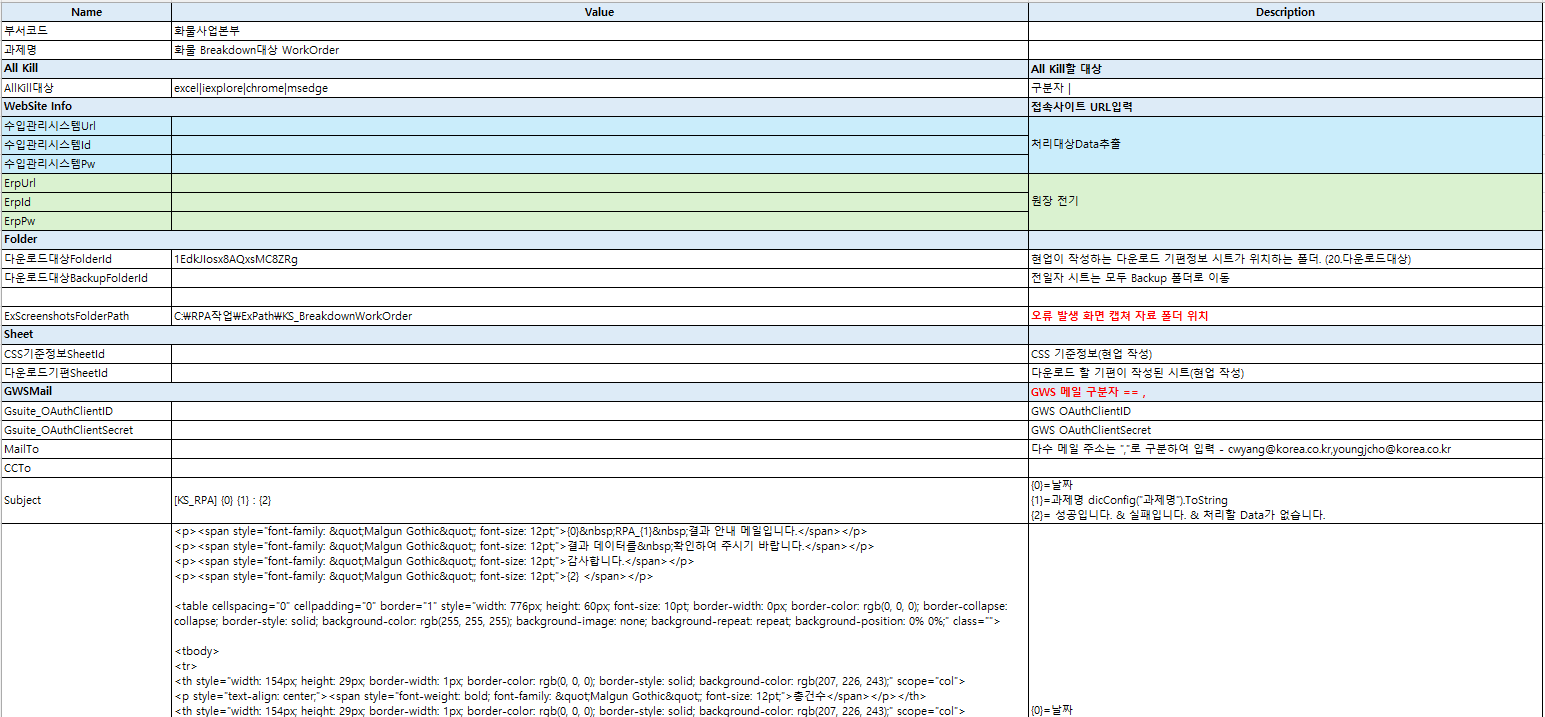 Name Value Description
부서코드 화물사업본부
과제명 화물 Breakdown대상 WorkOrder
All Kill All Kill할 대상
AllKill대상 excel|iexplore|chrome|msedge 구분자 |
WebSite Info 접속사이트 URL입력
수입관리시스템Url
수입관리시스템Id 처리대상Data추출
수입관리시스템Pw
ErpUrl
ErpId 원장 전기
ErpPw
Folder
다운로드대상FolderId 1EdkJIosx8AQxsMC8ZRg 현업이 작성하는 다운로드 기편정보 시트가 위치하는 폴더. (20.다운로드대상)
다운로드대상BackupFolderId 전일자 시트는 모두 Backup 폴더로 이동
ExScreenshotsFolderPath C:₩RPA작업₩ExPath₩KS_BreakdownWorkOrder 오류 발생 화면 캡쳐 자료 폴더 위치
Sheet
CSS기준정보SheetId CSS 기준정보(현업 작성)
다운로드기편SheetId 다운로드 할 기편이 작성된 시트(현업 작성)
GWSMail GWS 메일 구분자 == ,
Gsuite_OAuthClientID GWS OAuthClientID
Gsuite_OAuthClientSecret GWS OAuthClientSecret
MailTo 다수 메일 주소는 ","로 구분하여 입력 - cwyang@korea.co.kr,youngjcho@korea.co.kr
CCTo
{0}=날짜
Subject [KS_RPA] {0} {1} : {2} {1}=과제명 dicConfig("과제명").ToString
{2}= 성공입니다. & 실패입니다. & 처리할 Data가 없습니다.
<p><span style="font-family: &quot;Malgun Gothic&quot;; font-size: 12pt;">{0}&nbsp;RPA_{1}&nbsp;결과 안내 메일입니다.</span></p>
<p><span style="font-family: &quot;Malgun Gothic&quot;; font-size: 12pt;">결과 데이터를&nbsp;확인하여 주시기 바랍니다.</span></p>
<p><span style="font-family: &quot;Malgun Gothic&quot;; font-size: 12pt;">감사합니다.</span></p>
<p><span style="font-family: &quot;Malgun Gothic&quot;; font-size: 12pt;">{2} </span></p>
<table cellspacing="0" cellpadding="0" border="1" style="width: 776px; height: 60px; font-size: 10pt; border-width: 0px; border-color: rgb(0, 0, 0); border-collapse:
collapse; border-style: solid; background-color: rgb(255, 255, 255); background-image: none; background-repeat: repeat; background-position: 0% 0%;" class="">
<tbody>
<tr>
<th style="width: 154px; height: 29px; border-width: 1px; border-color: rgb(0, 0, 0); border-style: solid; background-color: rgb(207, 226, 243);" scope="col">
<p style="text-align: center;"><span style="font-weight: bold; font-family: &quot;Malgun Gothic&quot;; font-size: 12pt;">총건수</span></p></th>
<th style="width: 154px; height: 29px; border-width: 1px; border-color: rgb(0, 0, 0); border-style: solid; background-color: rgb(207, 226, 243);" scope="col"> {0}=날짜